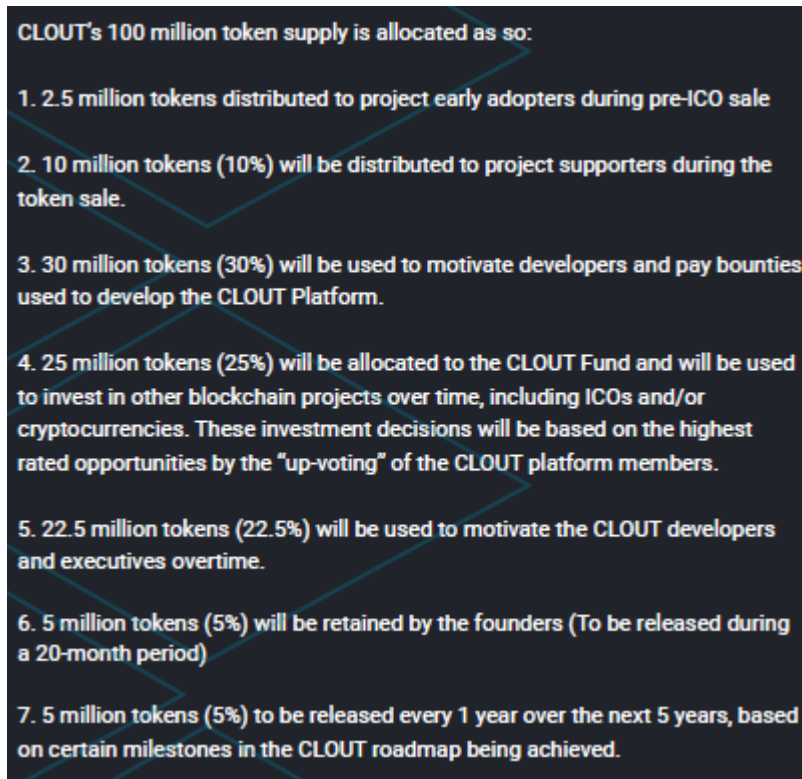 CLOUT's 100 million token supply is allocated as so:
1. 2.5 million tokens distributed to project early adopters during pre-ICO sale
2. 10 million tokens (10%) will be distributed to project supporters during the
token sale.
3. 30 million tokens (30%) will be used to motivate developers and pay bounties
used to develop the CLOUT Platform.
4. 25 million tokens (25%) will be allocated to the CLOUT Fund and will be used
to invest in other blockchain projects over time, including ICOs and/or
cryptocurrencies. These investment decisions will be based on the highest
rated opportunities by the “up-voting” of the CLOUT platform members.
5. 22.5 million tokens (22.5%) will be used to motivate the CLOUT developers
and executives overtime.
6. 5 million tokens (5%) will be retained by the founders (To be released during
a 20-month period)
7. 5 million tokens (5%) to be released every 1 year over the next 5 years, based
on certain milestones in the CLOUT roadmap being achieved.